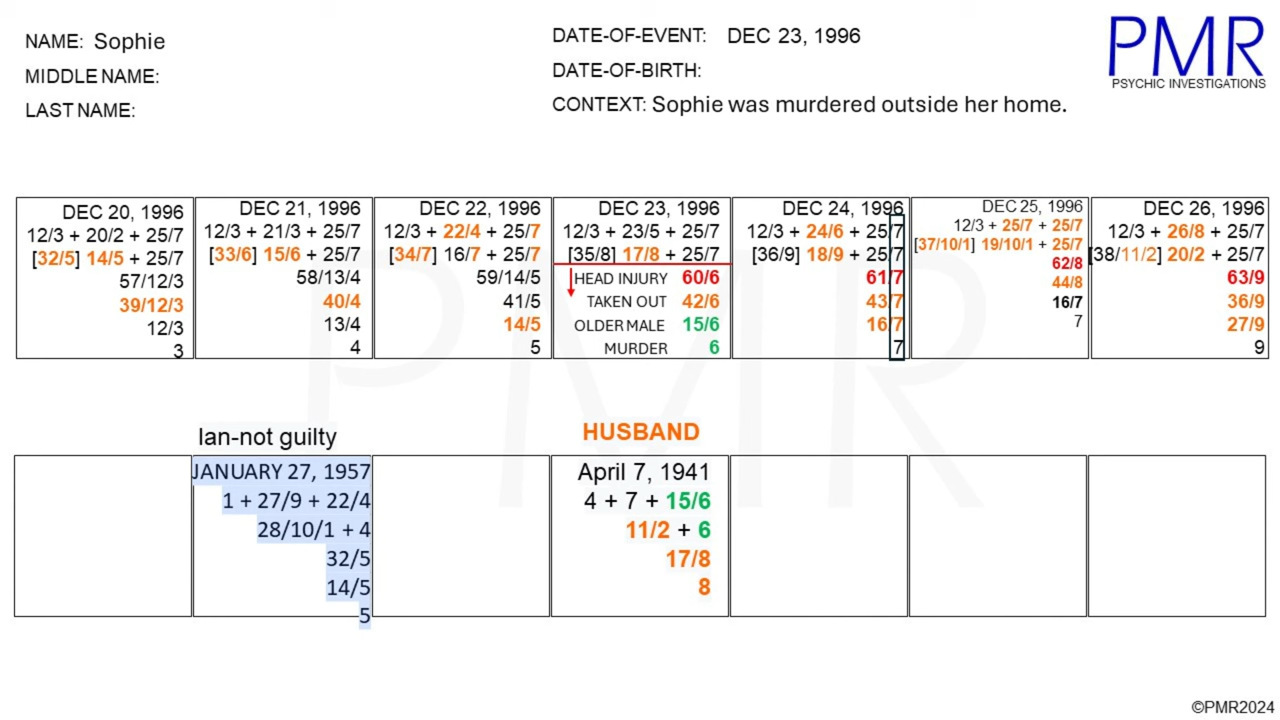 NAME: Sophie
MIDDLE NAME:
LAST NAME:
DATE-OF-EVENT: DEC 23, 1996
DATE-OF-BIRTH:
CONTEXT: Sophie was murdered outside her home.
PMR
PSYCHIC INVESTIGATIONS
DEC 20, 1996
12/3 + 20/2 + 25/7
[32/5] 14/5 + 25/7
57/12/3
39/12/3
12/3
3
DEC 21, 1996
12/3 + 21/3 + 25/7
[33/6] 15/6 + 25/7
58/13/4
40/4
13/4
4
DEC 22, 1996
12/3 + 22/4 + 25/7
[34/7] 16/7 + 25/7
59/14/5
41/5
14/5
5
DEC 23, 1996
12/3 + 23/5 + 25/7
[35/8] 17/8 + 25/7
HEAD INJURY 60/6
TAKEN OUT 42/6
OLDER MALE 15/6
MURDER 6
DEC 24, 1996
12/3 + 24/6 + 25/7
[36/9] 18/9 + 25/7
61/7
43/7
16/7
7
DEC 25, 1996
12/3 + 25/7 + 25/7
[37/10/1] 19/10/1 + 25/7
62/8
44/8
16/7
7
DEC 26, 1996
12/3 + 26/8 + 25/7
[38/11/2] 20/2 + 25/7
63/9
36/9
27/9
9
PMR
Ian-not guilty
JANUARY 27, 1957
1 + 27/9 + 22/4
28/10/1 + 4
32/5
14/5
5
HUSBAND
April 7, 1941
4 + 7 + 15/6
11/2 + 6
17/8
8
©PMR2024